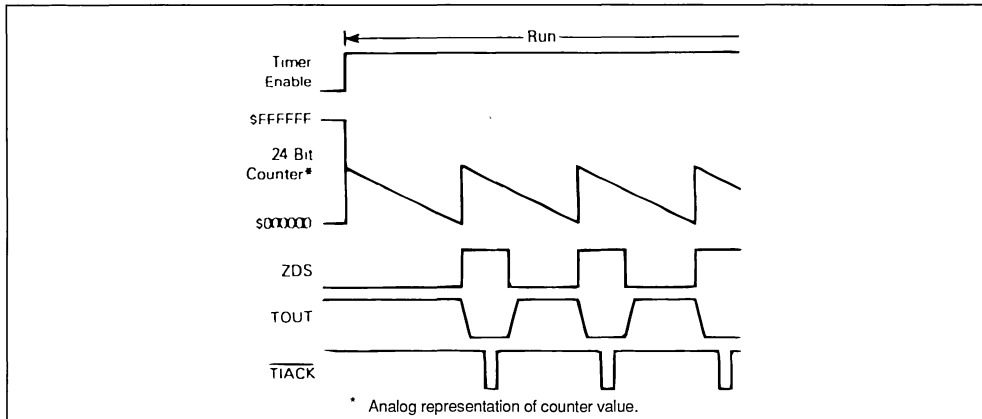 Run
Timer
Enable
$FFFFFF
24 Bit
Counter*
$000000
ZDS
TOUT
TIACK
* Analog representation of counter value.